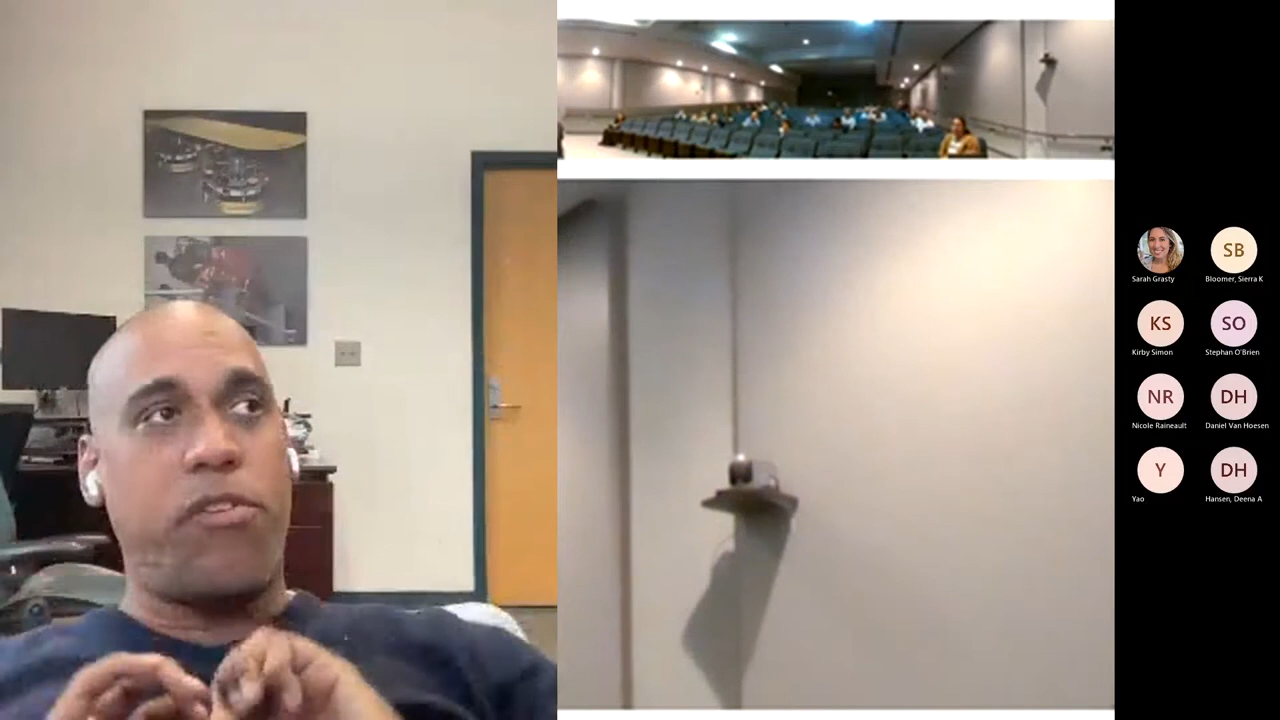 Sarah Grasty
SB
Bloomer, Sierra K
KS
Kirby Simon
SO
Stephan O'Brien
NR
Nicole Raineault
DH
Daniel Van Hoesen
Y
Yao
DH
Hansen, Deena A